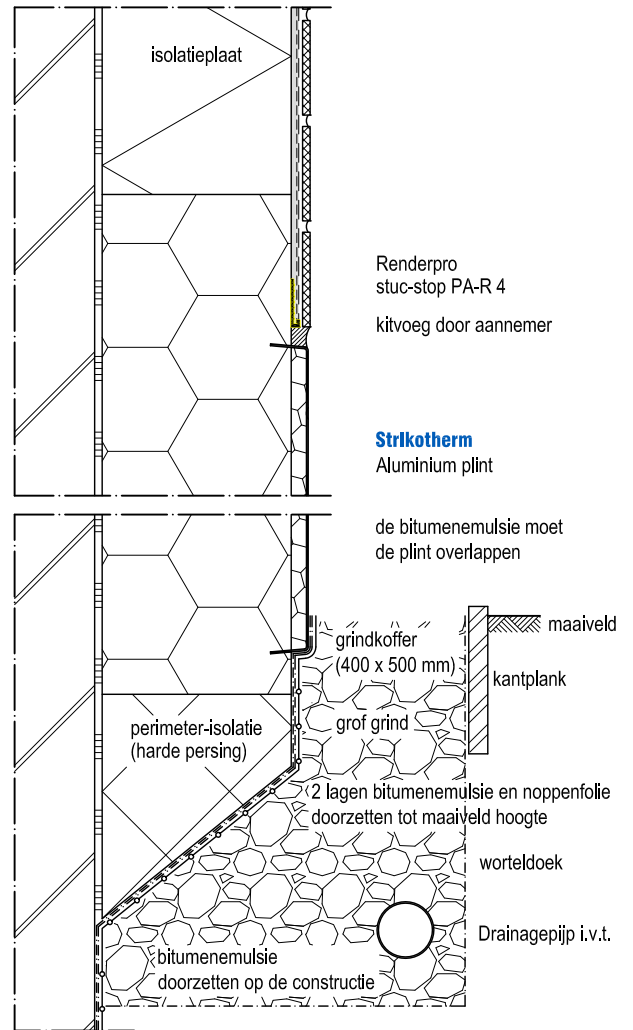 isolatieplaat
Renderpro
stuc-stop PA-R 4
kitvoeg door aannemer
Strikotherm
Aluminium plint
de bitumenemulsie moet
de plint overlappen
maaiveld
grindkoffer
(400 x 500 mm)
kantplank
perimeter-isolatie
(harde persing)
grof grind
2 lagen bitumenemulsie en noppenfolie
doorzetten tot maaiveld hoogte
worteldoek
Drainagepijp i.v.t.
bitumenemulsie
doorzetten op de constructie